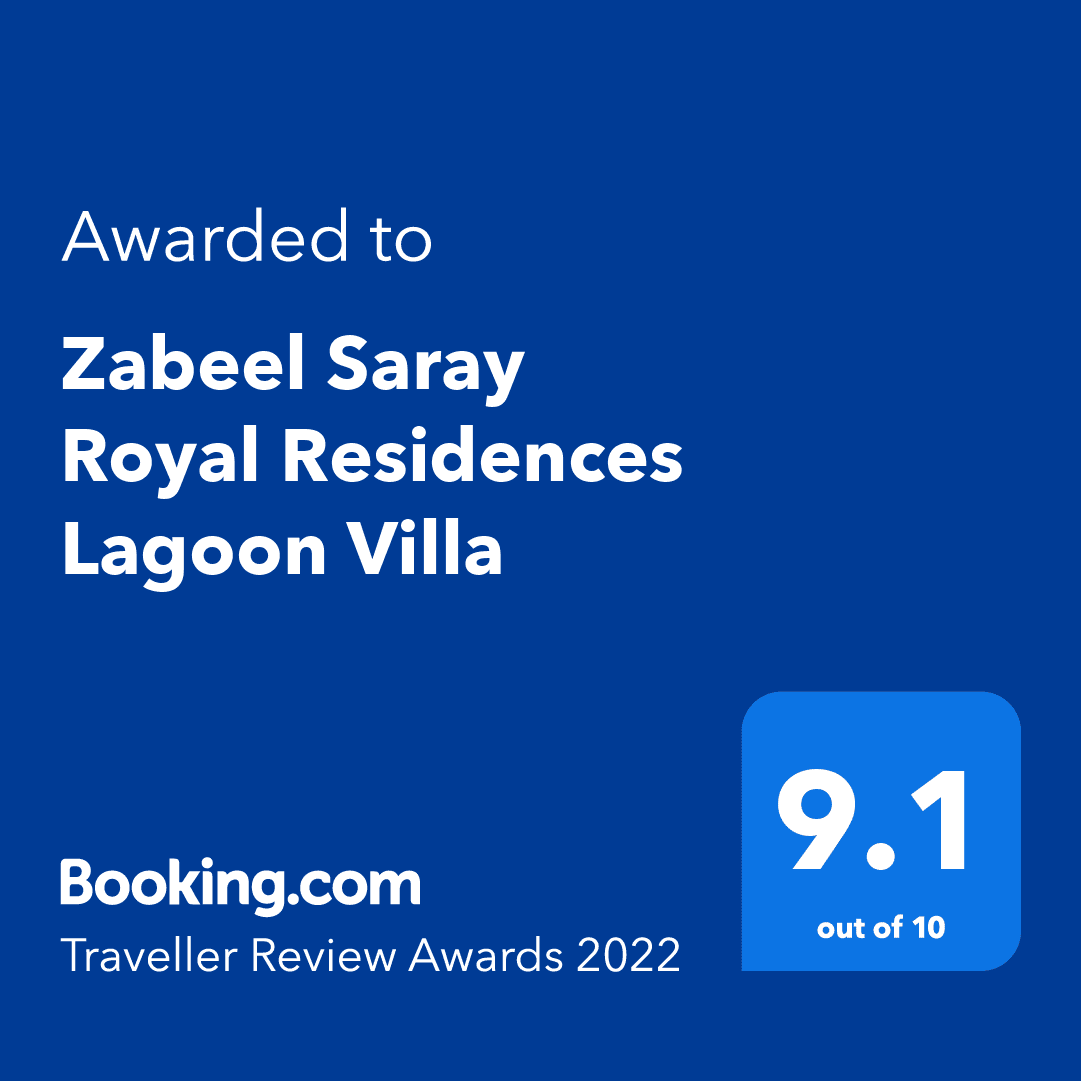 Awarded to
Zabeel Saray
Royal Residences
Lagoon Villa
9.1
out of 10
Booking.com
Traveller Review Awards 2022